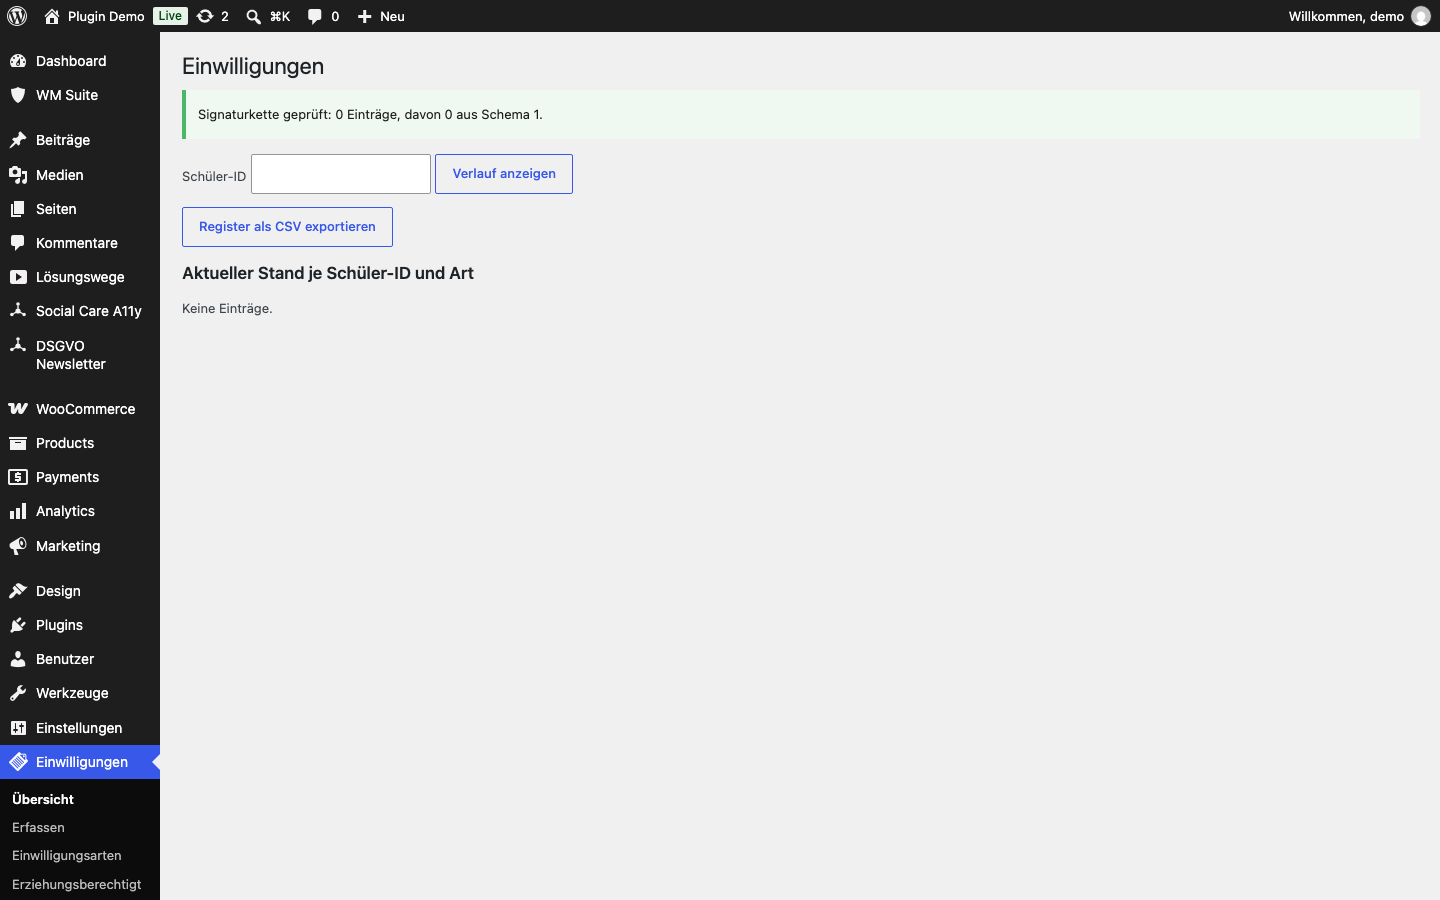 Plugin Demo Live 2 ⌘K 0 Neu Willkommen, demo
Dashboard
WM Suite
Beiträge
Medien
Seiten
Kommentare
Lösungswege
Social Care A11y
DSGVO
Newsletter
WooCommerce
Products
Payments
Analytics
Marketing
Design
Plugins
Benutzer
Werkzeuge
Einstellungen
Einwilligungen
Übersicht
Erfassen
Einwilligungsarten
Erziehungsberechtigt
Einwilligungen
Signaturkette geprüft: 0 Einträge, davon 0 aus Schema 1.
Schüler-ID Verlauf anzeigen
Register als CSV exportieren
Aktueller Stand je Schüler-ID und Art
Keine Einträge.